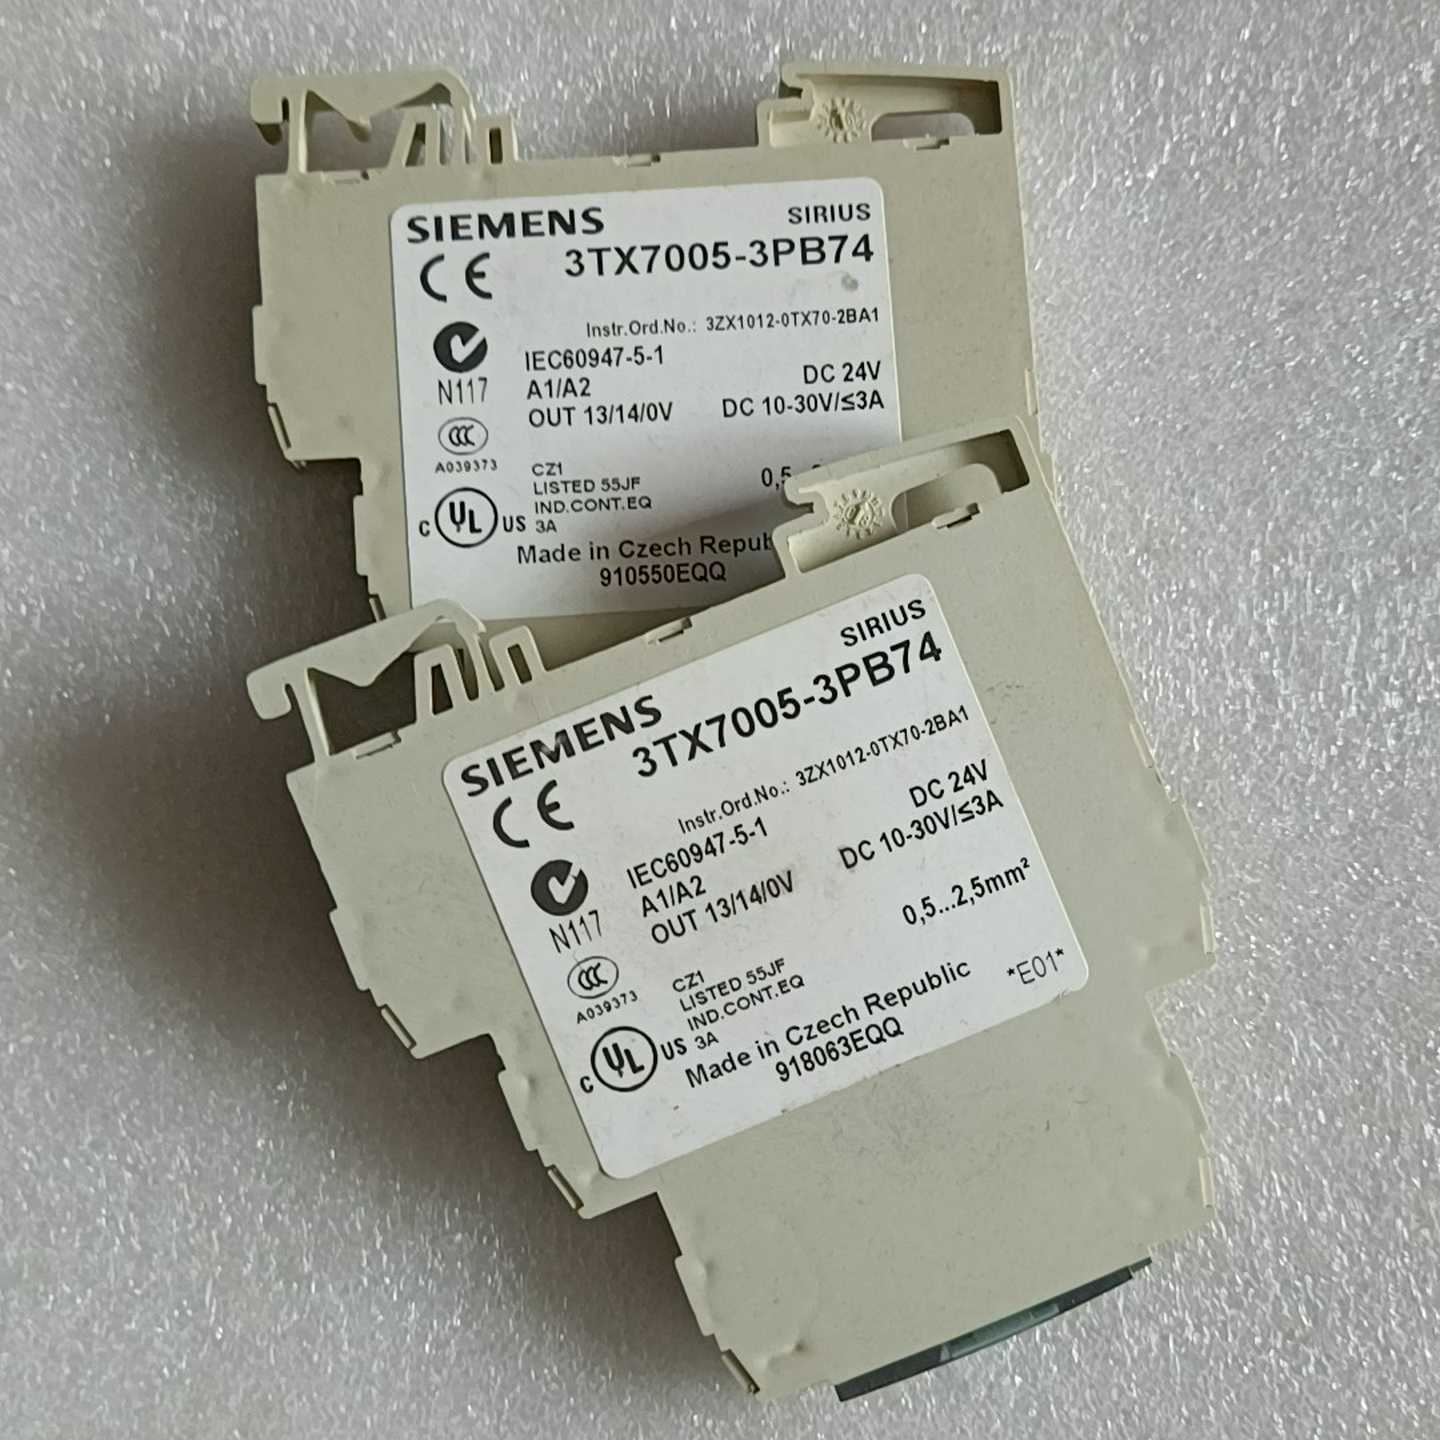 SIEMENS SIRIUS
CE 3TX7005-3PB74
Instr.Ord.No.: 3ZX1012-0TX70-2BA1
IEC60947-5-1
N117 A1/A2 DC 24V
OUT 13/14/0V DC 10-30V/≤3A
CCC
A039373 CZ1 0,5
LISTED 55JF
IND.CONT.EQ
C UL US 3A
Made in Czech
910550EQQ
SIEMENS SIRIUS
CE 3TX7005-3PB74
Instr.Ord.No.: 3ZX1012-0TX70-2BA1
IEC60947-5-1
N117 A1/A2 DC 24V
OUT 13/14/0V DC 10-30V/≤3A
CCC
A039373 CZ1 0,5...2,5mm²
LISTED 55JF
IND.CONT.EQ
C UL US 3A
Made in Czech Republic *E01*
918063EQQ